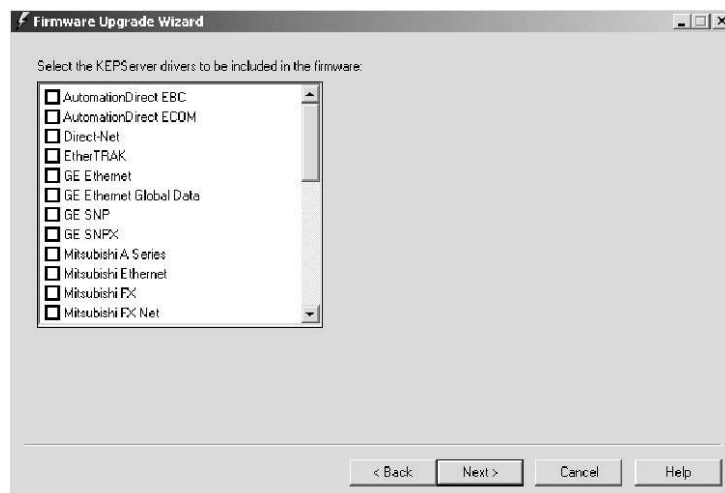 Firmware Upgrade Wizard
Select the KEPServer drivers to be included in the firmware:
AutomationDirect EBC
AutomationDirect ECOM
Direct-Net
EtherTRAK
GE Ethernet
GE Ethernet Global Data
GE SNP
GE SNPX
Mitsubishi A Series
Mitsubishi Ethernet
Mitsubishi FX
Mitsubishi FX Net
< Back Next > Cancel Help